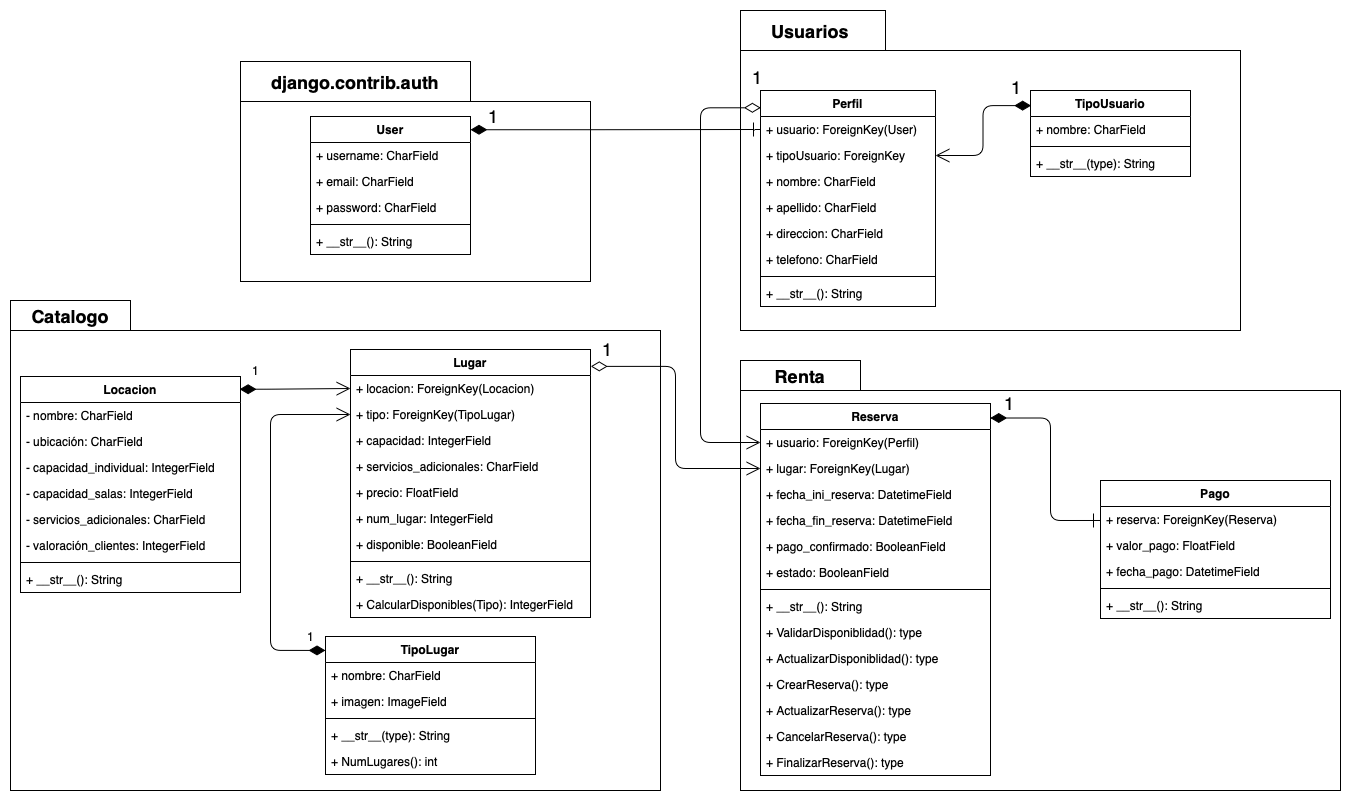 django.contrib.auth
User
+ username: CharField
+ email: CharField
+ password: CharField
+ __str__(): String
1
Usuarios
1
Perfil
+ usuario: ForeignKey(User)
+ tipoUsuario: ForeignKey
+ nombre: CharField
+ apellido: CharField
+ direccion: CharField
+ telefono: CharField
+ __str__(): String
1
TipoUsuario
+ nombre: CharField
+ __str__(type): String
Catalogo
Locacion
- nombre: CharField
- ubicación: CharField
- capacidad_individual: IntegerField
- capacidad_salas: IntegerField
- servicios_adicionales: CharField
- valoración_clientes: IntegerField
+ __str__(): String
1
Lugar
+ locacion: ForeignKey(Locacion)
+ tipo: ForeignKey(TipoLugar)
+ capacidad: IntegerField
+ servicios_adicionales: CharField
+ precio: FloatField
+ num_lugar: IntegerField
+ disponible: BooleanField
+ __str__(): String
+ CalcularDisponibles(Tipo): IntegerField
1
1
TipoLugar
+ nombre: CharField
+ imagen: ImageField
+ __str__(type): String
+ NumLugares(): int
Renta
Reserva
+ usuario: ForeignKey(Perfil)
+ lugar: ForeignKey(Lugar)
+ fecha_ini_reserva: DatetimeField
+ fecha_fin_reserva: DatetimeField
+ pago_confirmado: BooleanField
+ estado: BooleanField
+ __str__(): String
+ ValidarDisponiblidad(): type
+ ActualizarDisponiblidad(): type
+ CrearReserva(): type
+ ActualizarReserva(): type
+ CancelarReserva(): type
+ FinalizarReserva(): type
1
Pago
+ reserva: ForeignKey(Reserva)
+ valor_pago: FloatField
+ fecha_pago: DatetimeField
+ __str__(): String